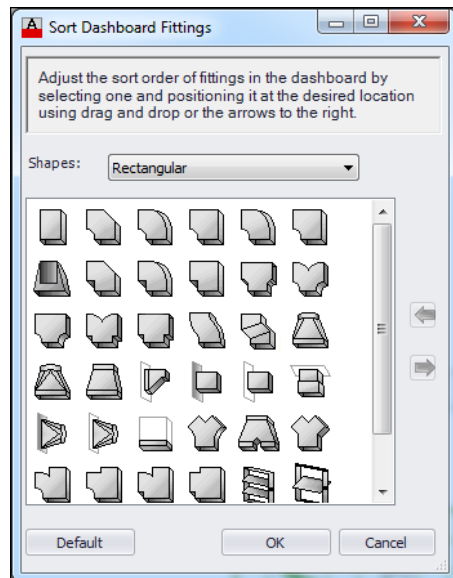 Sort Dashboard Fittings
Adjust the sort order of fittings in the dashboard by
selecting one and positioning it at the desired location
using drag and drop or the arrows to the right.
Shapes:
Rectangular
Default
OK
Cancel